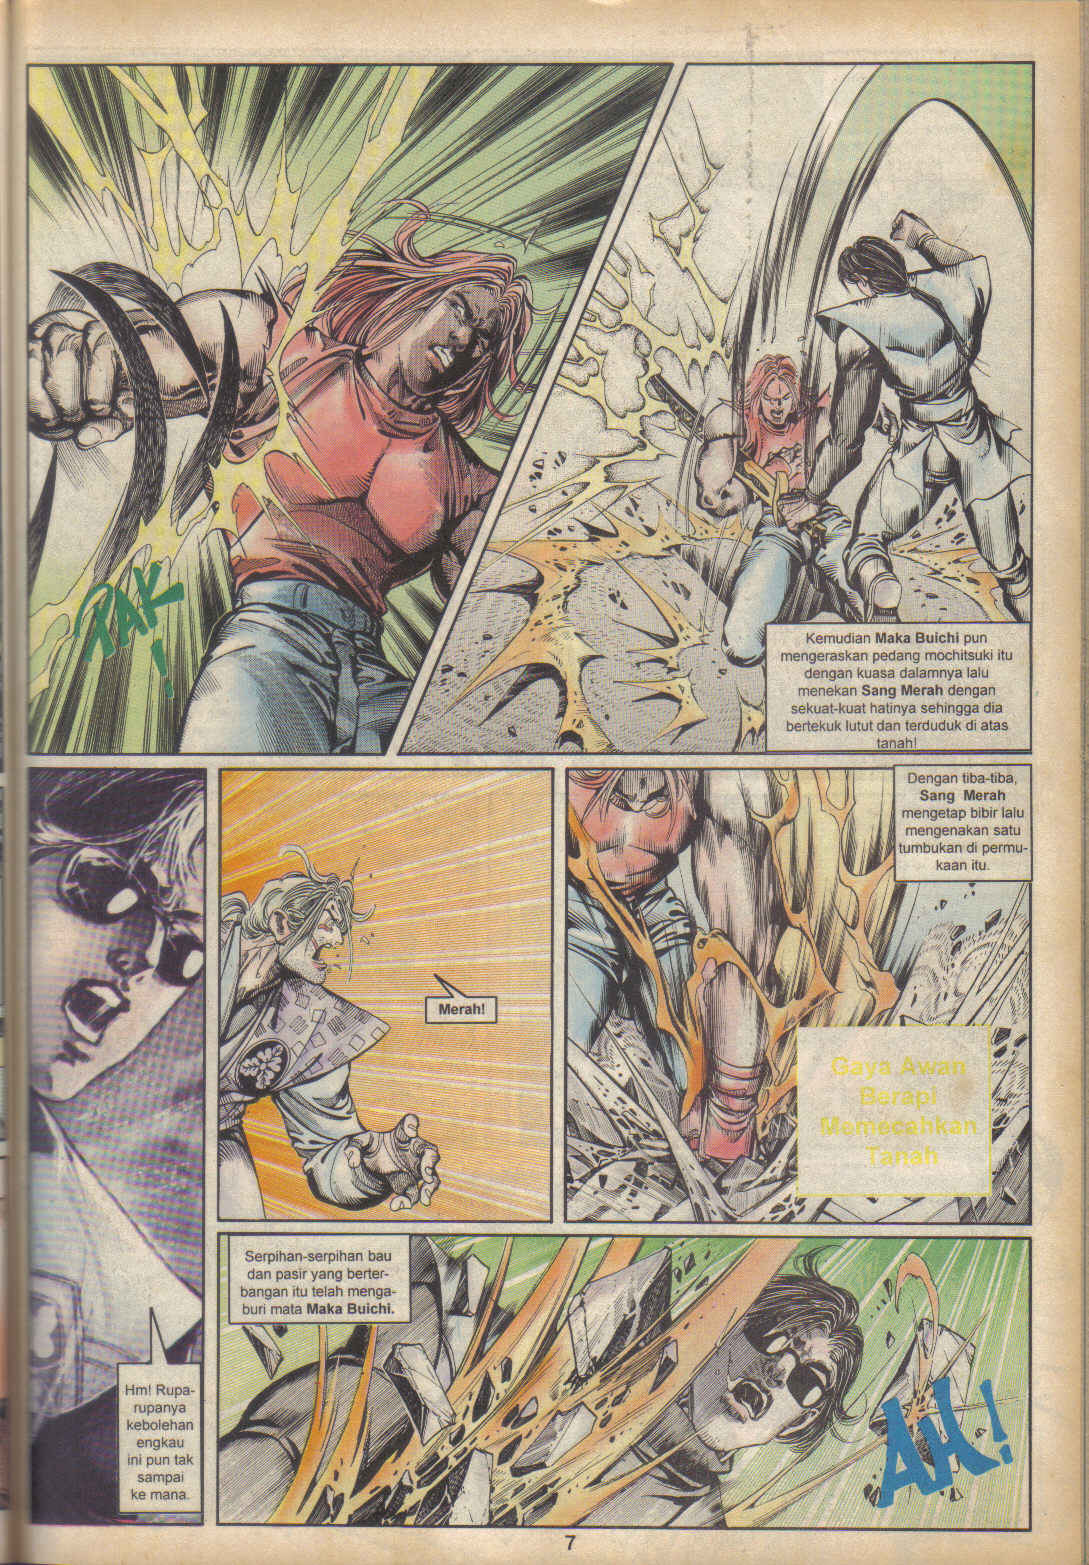 PAK!
Kemudian Maka Buichi pun
mengeraskan pedang mochitsuki itu
dengan kuasa dalamnya lalu
menekan Sang Merah dengan
sekuat-kuat hatinya sehingga dia
bertekuk lutut dan terduduk di atas
tanah!
Hm! Rupa-
rupanya
kebolehan
engkau
ini pun tak
sampai
ke mana.
Merah!
Dengan tiba-tiba,
Sang Merah
mengetap bibir lalu
mengenakan satu
tumbukan di permu-
kaan itu.
Gaya Awan
Berapi
Memecahkan
Tanah
Serpihan-serpihan bau
dan pasir yang berter-
bangan itu telah menga-
buri mata Maka Buichi.
AH!
7